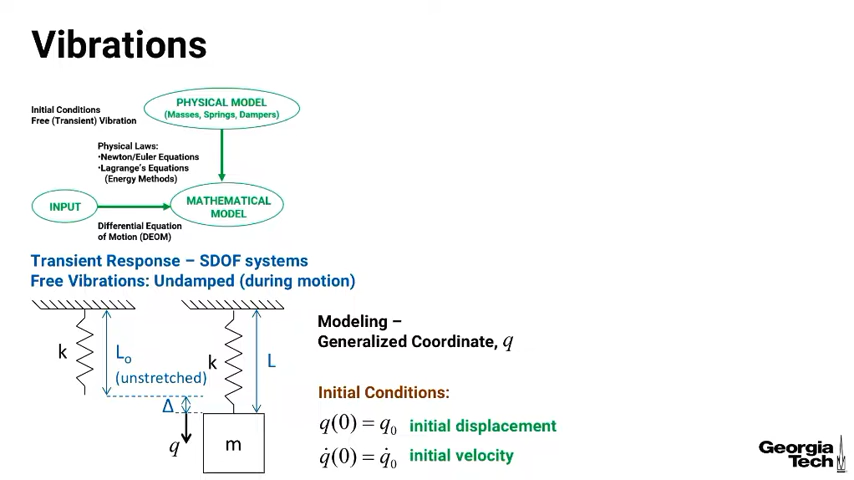 Vibrations
Initial Conditions
Free (Transient) Vibration
PHYSICAL MODEL
(Masses, Springs, Dampers)
Physical Laws:
•Newton/Euler Equations
•Lagrange's Equations
(Energy Methods)
INPUT
MATHEMATICAL
MODEL
Differential Equation
of Motion (DEOM)
Transient Response – SDOF systems
Free Vibrations: Undamped (during motion)
k
L₀
(unstretched)
Δ
q
k
L
m
Modeling –
Generalized Coordinate, q
Initial Conditions:
q(0) = q₀ initial displacement
q̇(0) = q̇₀ initial velocity
Georgia
Tech